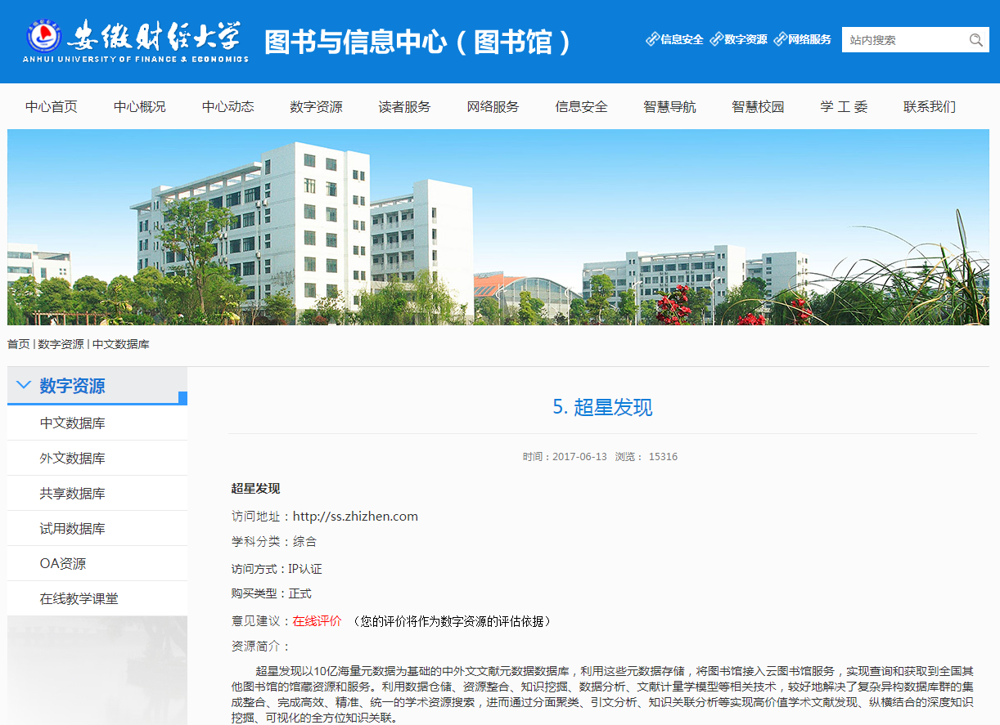 安徽财经大学
ANHUI UNIVERSITY OF FINANCE & ECONOMICS
图书与信息中心（图书馆）
信息安全 数字资源 网络服务 站内搜索
中心首页 中心概况 中心动态 数字资源 读者服务 网络服务 信息安全 智慧导航 智慧校园 学 工 委 联系我们
首页 | 数字资源 | 中文数据库
数字资源
中文数据库
外文数据库
共享数据库
试用数据库
OA资源
在线教学课堂
5. 超星发现
时间：2017-06-13 浏览： 15316
超星发现
访问地址：http://ss.zhizhen.com
学科分类：综合
访问方式：IP认证
购买类型：正式
意见建议：在线评价 （您的评价将作为数字资源的评估依据）
资源简介：
超星发现以10亿海量元数据为基础的中外文文献元数据数据库，利用这些元数据存储，将图书馆接入云图书馆服务，实现查询和获取到全国其
他图书馆的馆藏资源和服务。利用数据仓储、资源整合、知识挖掘、数据分析、文献计量学模型等相关技术，较好地解决了复杂异构数据库群的集
成整合、完成高效、精准、统一的学术资源搜索，进而通过分面聚类、引文分析、知识关联分析等实现高价值学术文献发现、纵横结合的深度知识
挖掘、可视化的全方位知识关联。